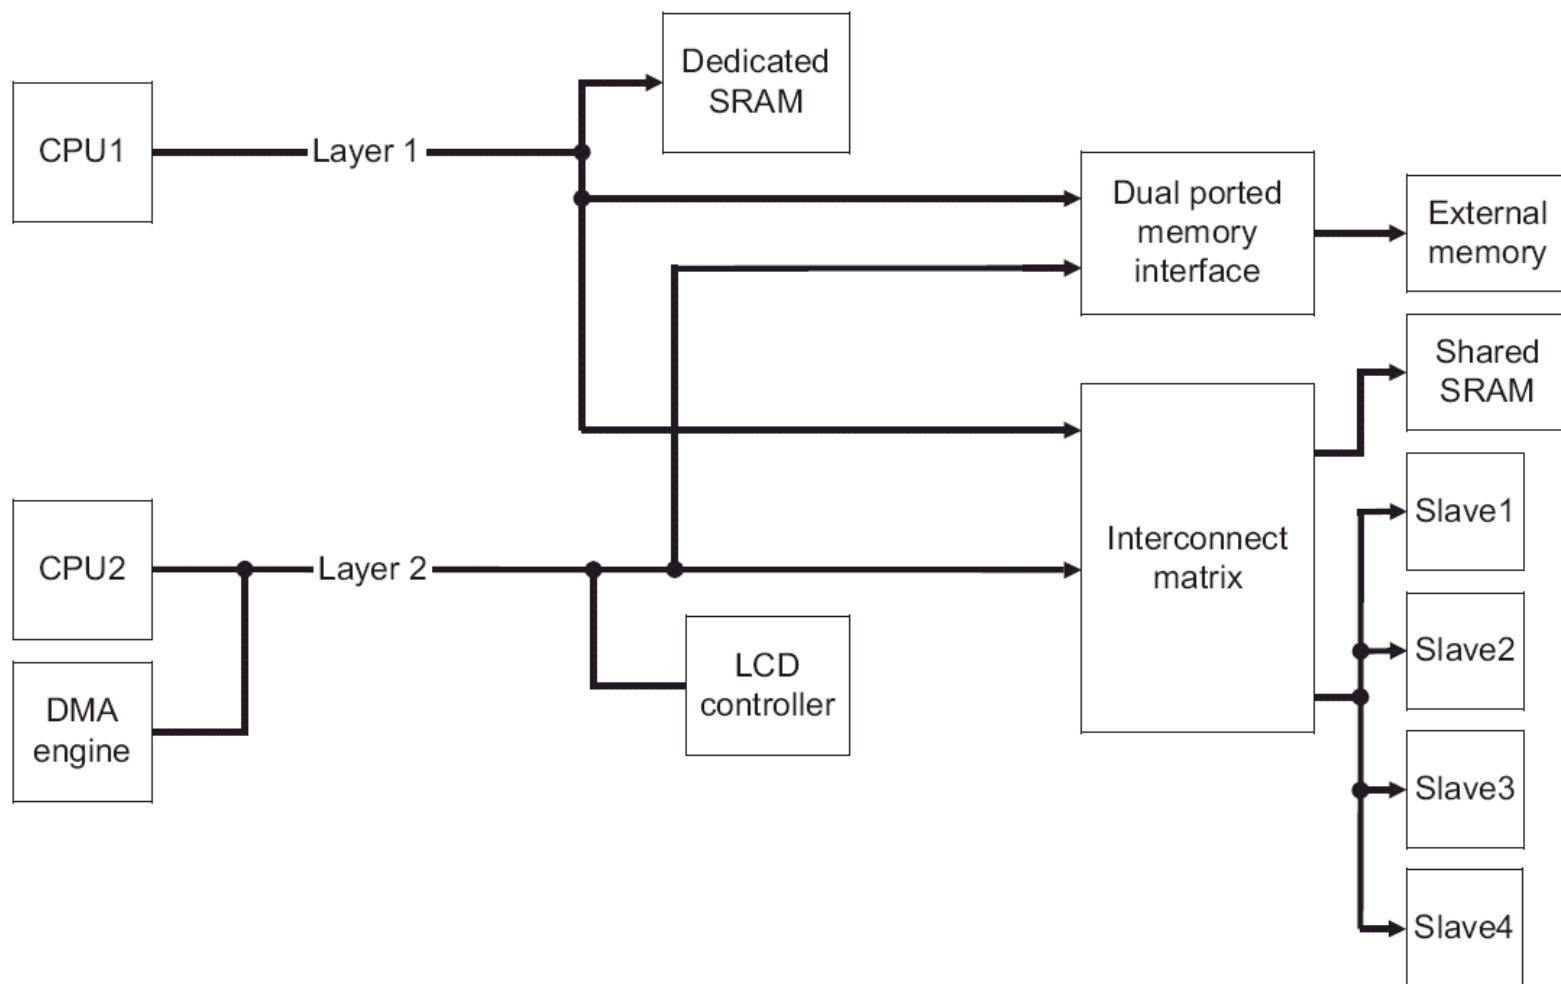 Dedicated
SRAM
CPU1
Layer 1
Dual ported
memory
interface
External
memory
Shared
SRAM
CPU2
Layer 2
Interconnect
matrix
Slave1
Slave2
DMA
engine
LCD
controller
Slave3
Slave4